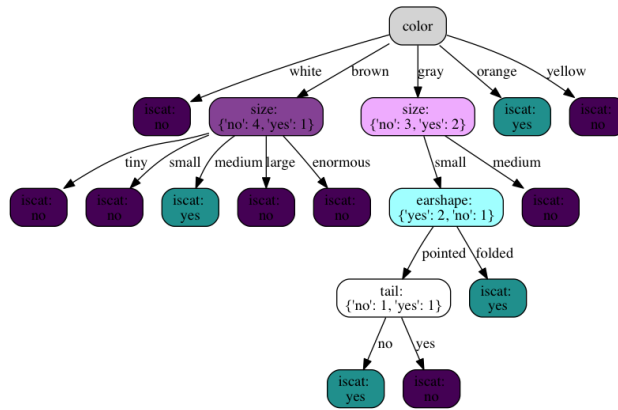 color
white
brown
gray
orange
yellow
iscat:
no
size:
{'no': 4, 'yes': 1}
size:
{'no': 3, 'yes': 2}
iscat:
yes
iscat:
no
tiny
small
medium
large
enormous
small
medium
iscat:
no
iscat:
no
iscat:
yes
iscat:
no
iscat:
no
earshape:
{'yes': 2, 'no': 1}
iscat:
no
pointed
folded
tail:
{'no': 1, 'yes': 1}
iscat:
yes
no
yes
iscat:
yes
iscat:
no